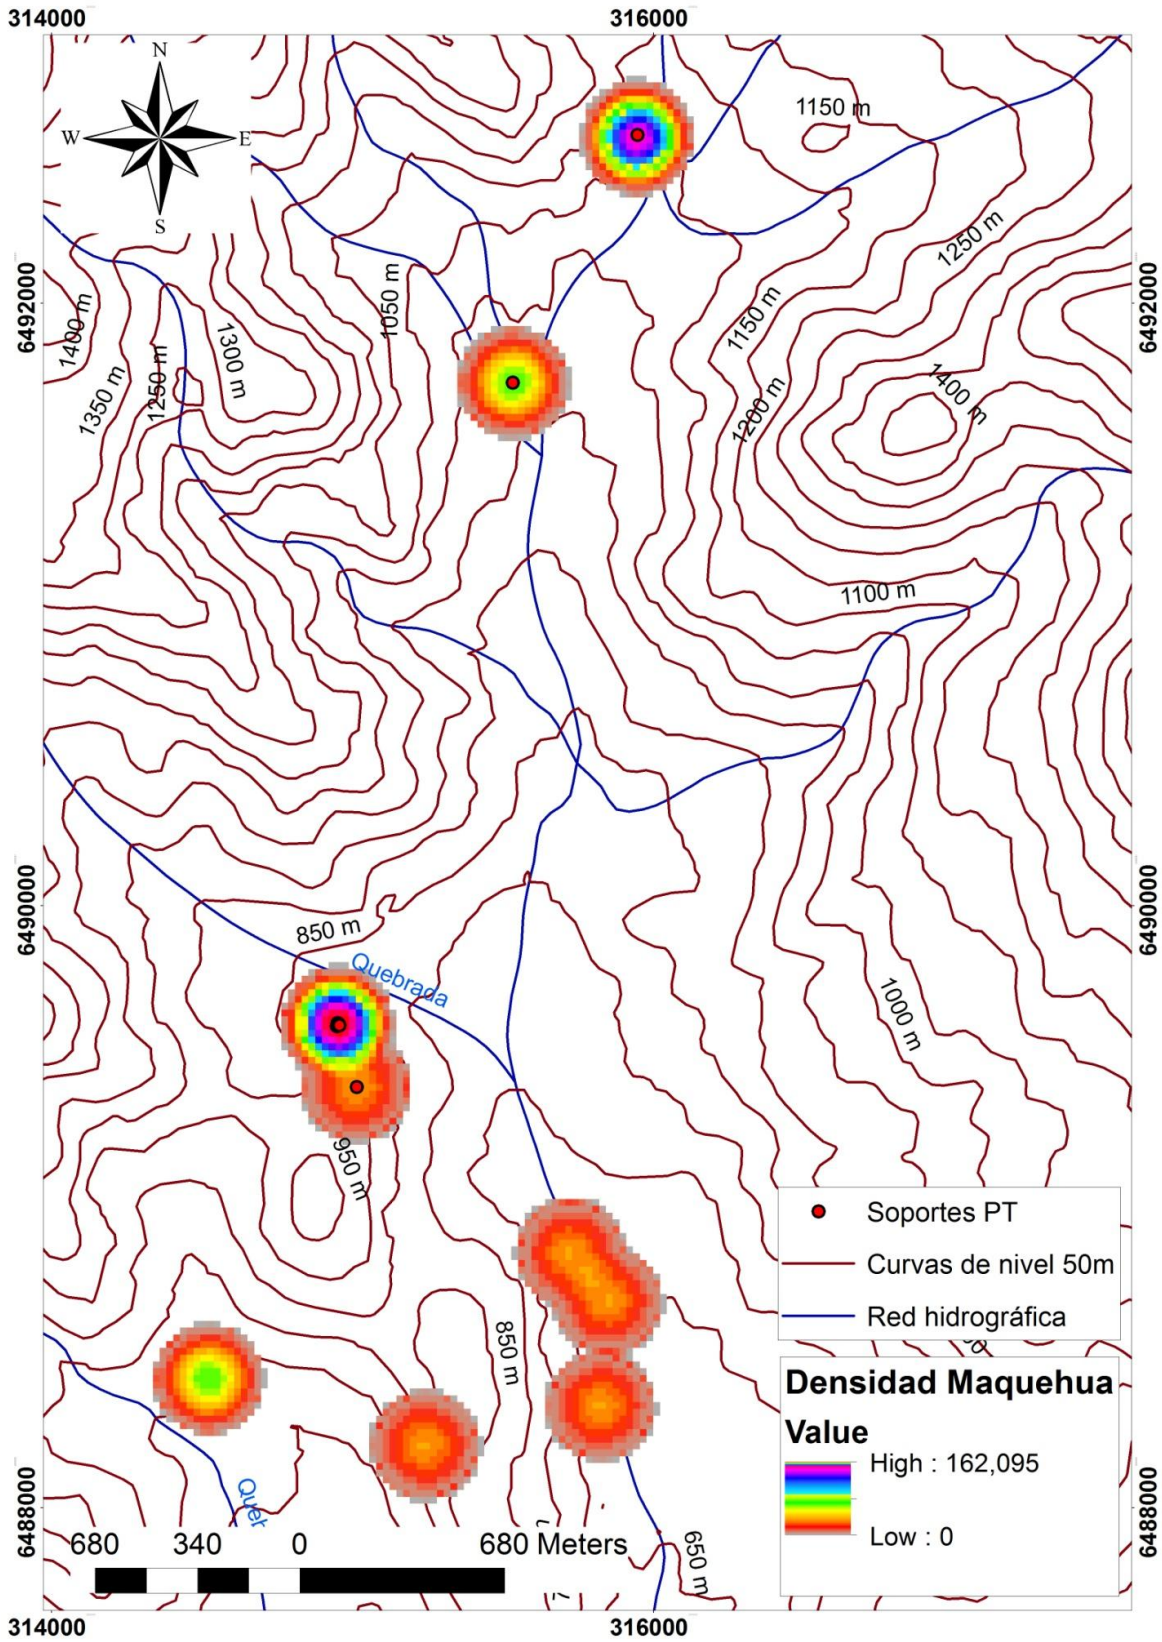 314000
316000
N
W
E
S
1150 m
1250 m
6492000
6492000
1400 m
1300 m
1050 m
1150 m
1350 m
1250 m
1400 m
1200 m
1100 m
6490000
6490000
850 m
Quebrada
1000 m
950 m
Soportes PT
Curvas de nivel 50m
Red hidrográfica
850 m
Densidad Maquehua
Value
High : 162,095
Low : 0
6488000
Queb
680 340 0 680 Meters
650 m
314000
316000